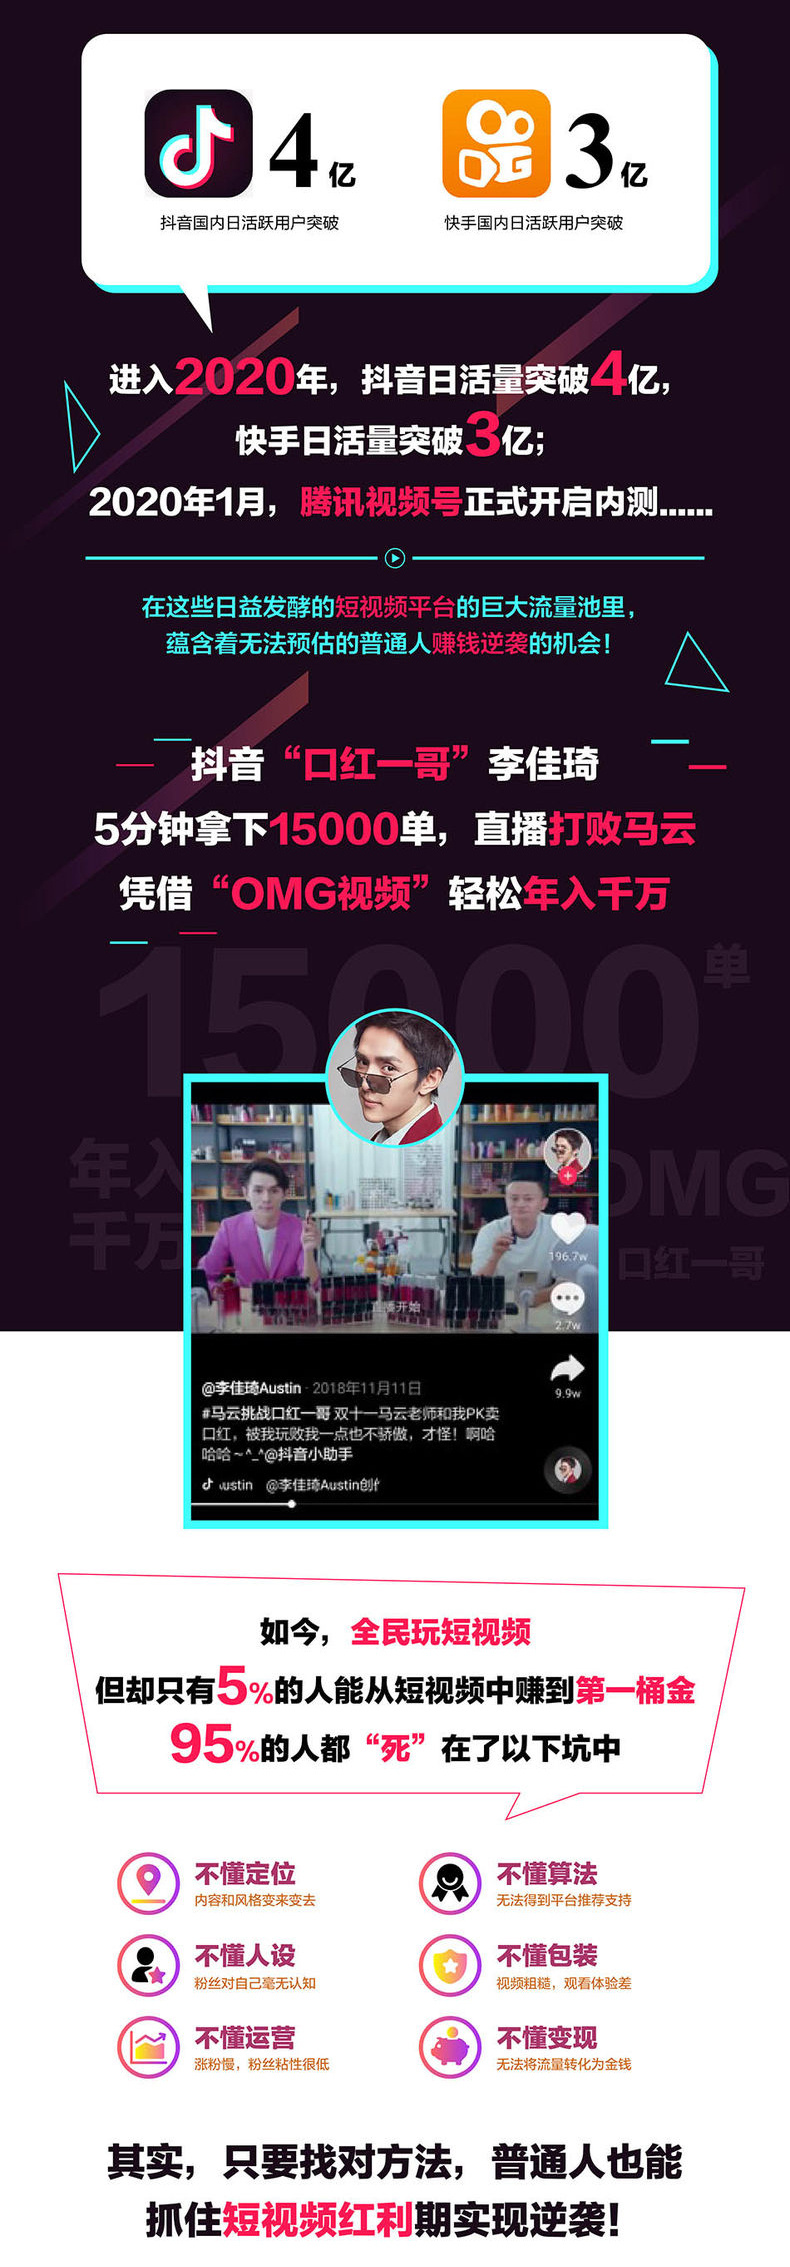 4亿
抖音国内日活跃用户突破
3亿
快手国内日活跃用户突破
进入2020年，抖音日活量突破4亿，
快手日活量突破3亿；
2020年1月，腾讯视频号正式开启内测......
在这些日益发酵的短视频平台的巨大流量池里，
蕴含着无法预估的普通人赚钱逆袭的机会！
抖音“口红一哥”李佳琦
5分钟拿下15000单，直播打败马云
凭借“OMG视频”轻松年入千万
15000单
年入
千万
OMG
口红一哥
196.7w
直播开始
2.7w
9.9w
@李佳琦Austin · 2018年11月11日
#马云挑战口红一哥 双十一马云老师和我PK卖
口红，被我玩败我一点也不骄傲，才怪！啊哈
哈哈～^_^@抖音小助手
ustin @李佳琦Austin创作
如今，全民玩短视频
但却只有5%的人能从短视频中赚到第一桶金
95%的人都“死”在了以下坑中
不懂定位
内容和风格变来变去
不懂算法
无法得到平台推荐支持
不懂人设
粉丝对自己毫无认知
不懂包装
视频粗糙，观看体验差
不懂运营
涨粉慢，粉丝粘性很低
不懂变现
无法将流量转化为金钱
其实，只要找对方法，普通人也能
抓住短视频红利期实现逆袭！